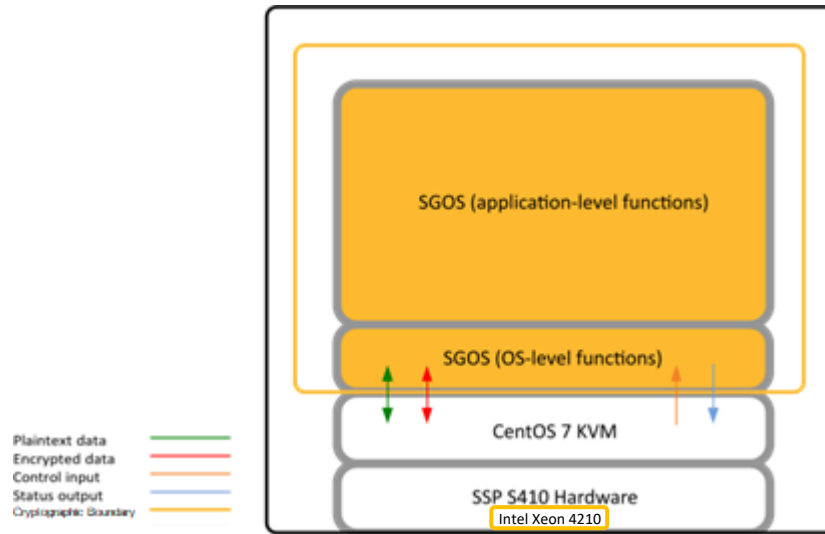 SGOS (application-level functions)
SGOS (OS-level functions)
CentOS 7 KVM
SSP S410 Hardware
Intel Xeon 4210
Plaintext data
Encrypted data
Control input
Status output
Cryptographic Boundary